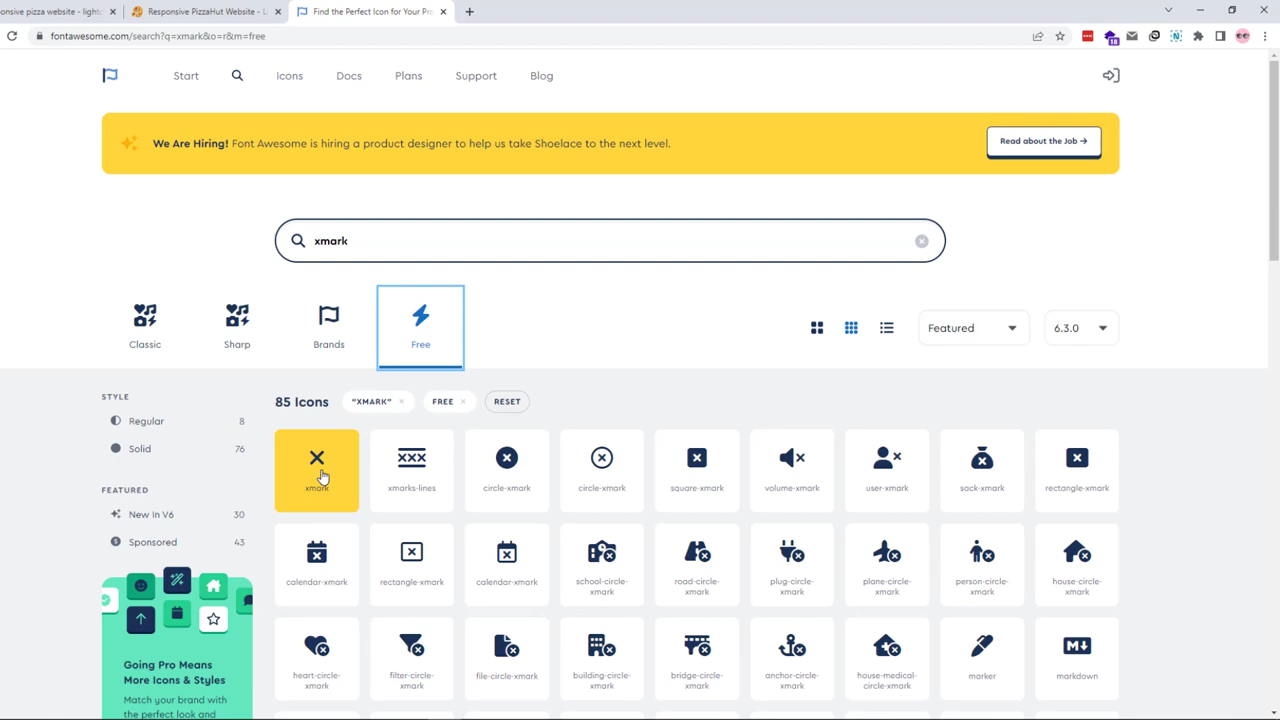 onsive pizza website - light
Responsive PizzaHut Website - L
Find the Perfect Icon for Your Pro
fontawesome.com/search?q=xmark&o=r&m=free
18
Start
Icons
Docs
Plans
Support
Blog
We Are Hiring! Font Awesome is hiring a product designer to help us take Shoelace to the next level.
Read about the Job →
xmark
Classic
Sharp
Brands
Free
Featured
6.3.0
STYLE
Regular 8
Solid 76
FEATURED
New In V6 30
Sponsored 43
Going Pro Means
More Icons & Styles
Match your brand with
the perfect look and
85 Icons
"XMARK" ×
FREE ×
RESET
xmark
xmarks-lines
circle-xmark
circle-xmark
square-xmark
volume-xmark
user-xmark
sack-xmark
rectangle-xmark
calendar-xmark
rectangle-xmark
calendar-xmark
school-circle-
xmark
road-circle-
xmark
plug-circle-
xmark
plane-circle-
xmark
person-circle-
xmark
house-circle-
xmark
heart-circle-
xmark
filter-circle-
xmark
file-circle-xmark
building-circle-
xmark
bridge-circle-
xmark
anchor-circle-
xmark
house-medical-
circle-xmark
marker
markdown